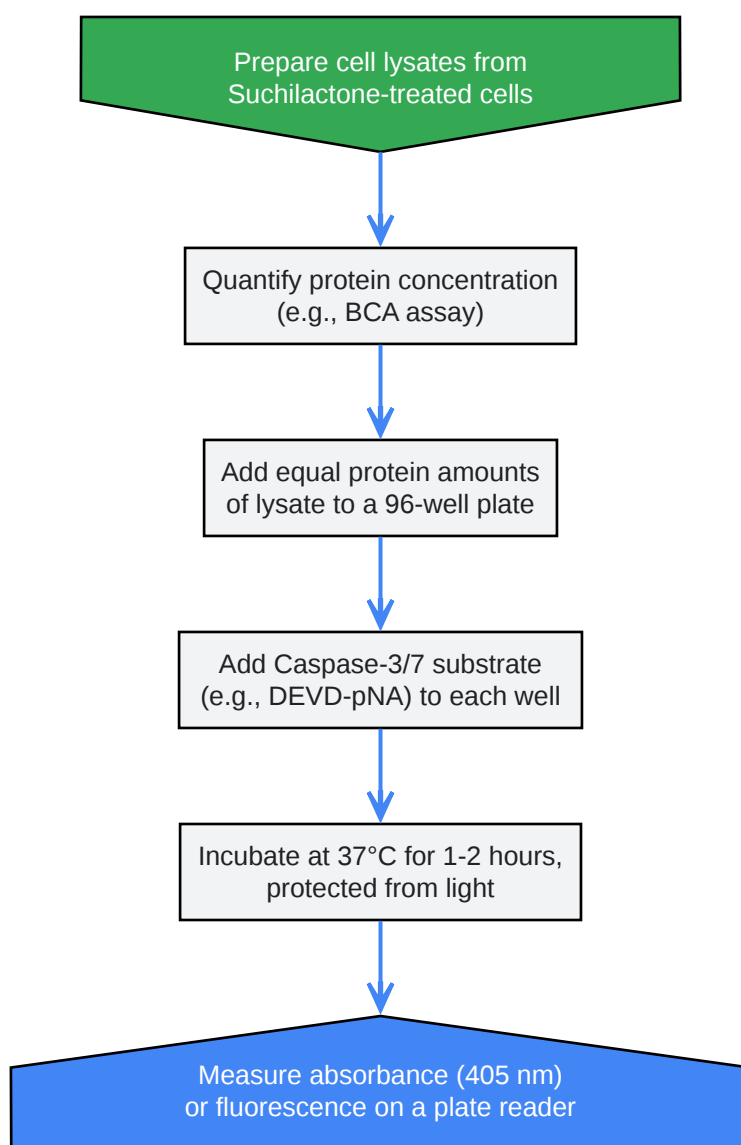 Prepare cell lysates from
Suchilactone-treated cells
Quantify protein concentration
(e.g., BCA assay)
Add equal protein amounts
of lysate to a 96-well plate
Add Caspase-3/7 substrate
(e.g., DEVD-pNA) to each well
Incubate at 37°C for 1-2 hours,
protected from light
Measure absorbance (405 nm)
or fluorescence on a plate reader